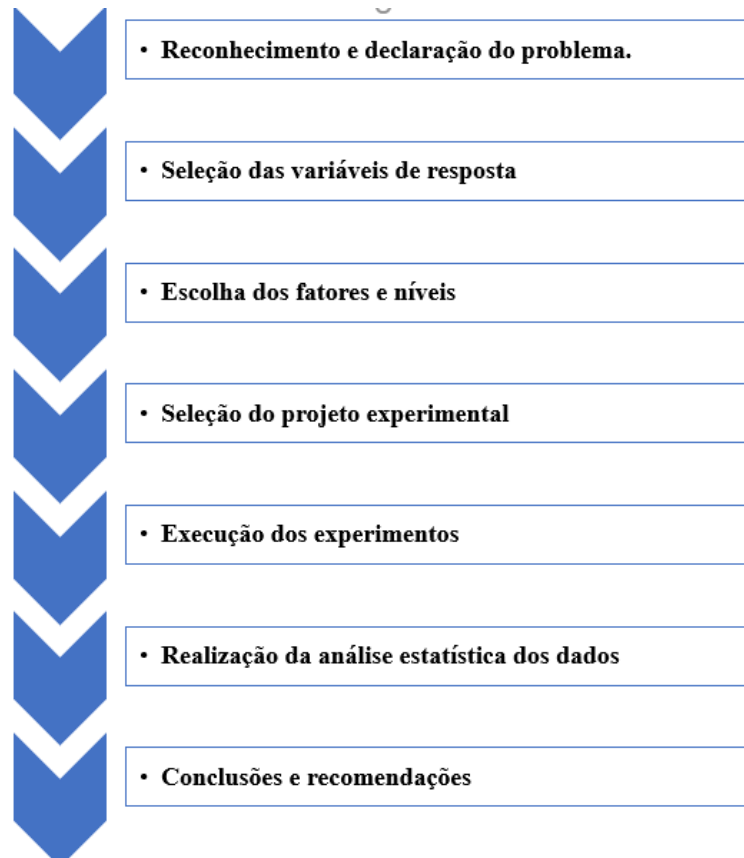 • Reconhecimento e declaração do problema.
• Seleção das variáveis de resposta
• Escolha dos fatores e níveis
• Seleção do projeto experimental
• Execução dos experimentos
• Realização da análise estatística dos dados
• Conclusões e recomendações